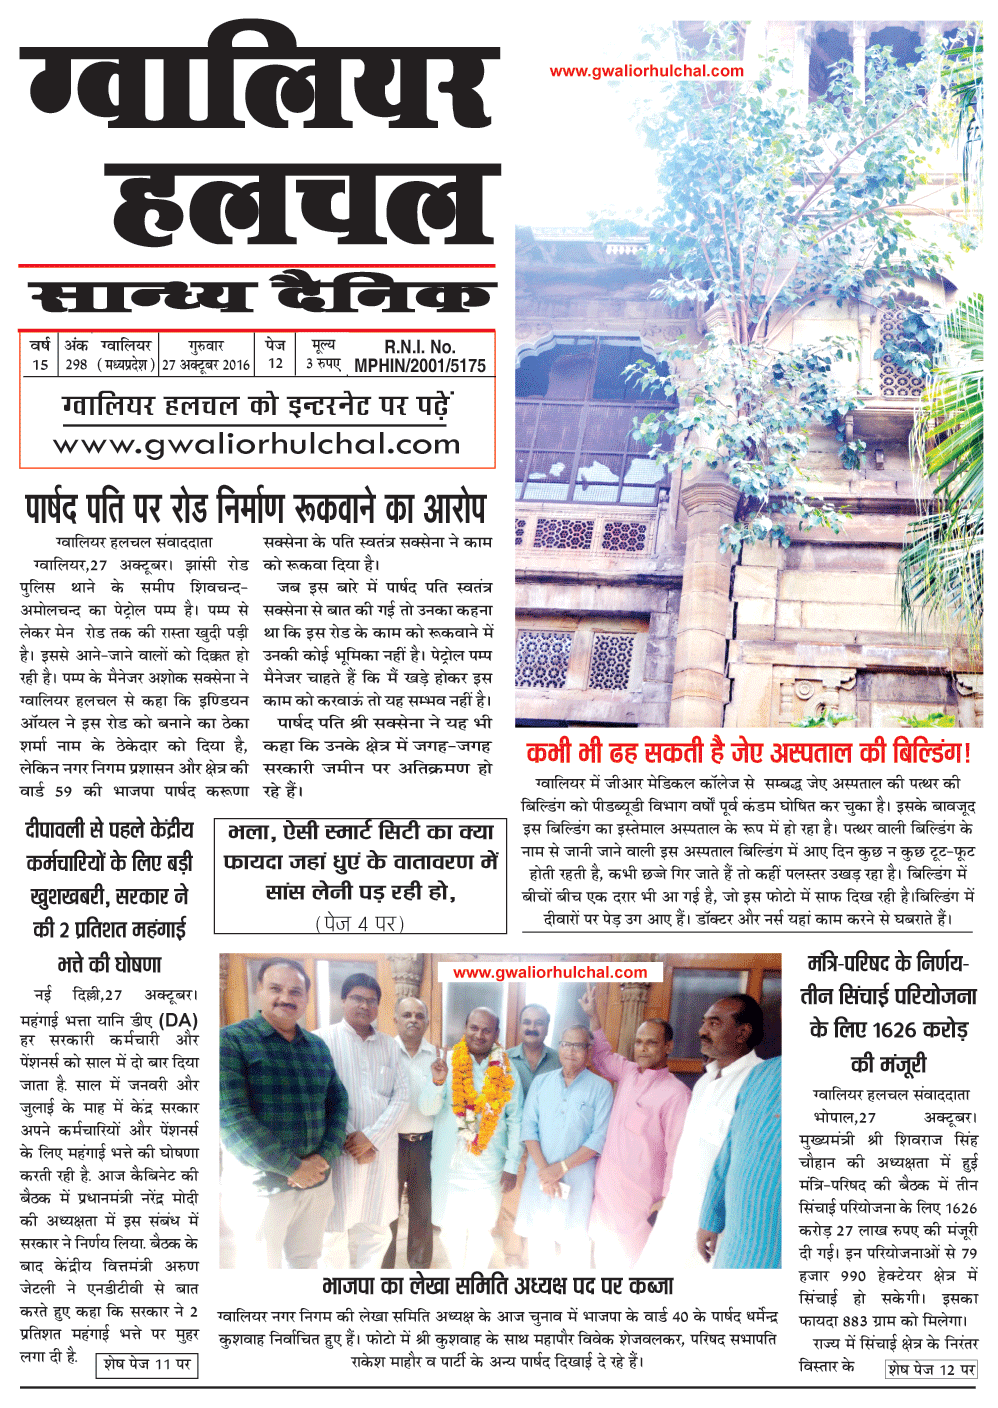 ग्वालियर
हलचल
सान्ध्य दैनिक
वर्ष 15
अंक 298
ग्वालियर (मध्यप्रदेश)
गुरुवार 27 अक्टूबर 2016
पेज 12
मूल्य 3 रुपए
R.N.I. No. MPHIN/2001/5175
ग्वालियर हलचल को इन्टरनेट पर पढ़ें
www.gwaliorhulchal.com
www.gwaliorhulchal.com
पार्षद पति पर रोड निर्माण रूकवाने का आरोप
ग्वालियर हलचल संवाददाता
ग्वालियर,27 अक्टूबर। झांसी रोड
पुलिस थाने के समीप शिवचन्द-
अमोलचन्द का पेट्रोल पम्प है। पम्प से
लेकर मेन रोड तक की रास्ता खुदी पड़ी
है। इससे आने-जाने वालों को दिक्कत हो
रही है। पम्प के मैनेजर अशोक सक्सेना ने
ग्वालियर हलचल से कहा कि इण्डियन
ऑयल ने इस रोड को बनाने का ठेका
शर्मा नाम के ठेकेदार को दिया है,
लेकिन नगर निगम प्रशासन और क्षेत्र की
वार्ड 59 की भाजपा पार्षद करूणा
सक्सेना के पति स्वतंत्र सक्सेना ने काम
को रूकवा दिया है।
जब इस बारे में पार्षद पति स्वतंत्र
सक्सेना से बात की गई तो उनका कहना
था कि इस रोड के काम को रूकवाने में
उनकी कोई भूमिका नहीं है। पेट्रोल पम्प
मैनेजर चाहते हैं कि मैं खड़े होकर इस
काम को करवाऊं तो यह सम्भव नहीं है।
पार्षद पति श्री सक्सेना ने यह भी
कहा कि उनके क्षेत्र में जगह-जगह
सरकारी जमीन पर अतिक्रमण हो
रहे हैं।
कभी भी ढह सकती है जेए अस्पताल की बिल्डिंग!
ग्वालियर में जीआर मेडिकल कॉलेज से सम्बद्ध जेए अस्पताल की पत्थर की
बिल्डिंग को पीडब्यूडी विभाग वर्षों पूर्व कंडम घोषित कर चुका है। इसके बावजूद
इस बिल्डिंग का इस्तेमाल अस्पताल के रूप में हो रहा है। पत्थर वाली बिल्डिंग के
नाम से जानी जाने वाली इस अस्पताल बिल्डिंग में आए दिन कुछ न कुछ टूट-फूट
होती रहती है, कभी छज्जे गिर जाते हैं तो कहीं पलस्तर उखड़ रहा है। बिल्डिंग में
बीचों बीच एक दरार भी आ गई है, जो इस फोटो में साफ दिख रही है।बिल्डिंग में
दीवारों पर पेड़ उग आए हैं। डॉक्टर और नर्स यहां काम करने से घबराते हैं।
दीपावली से पहले केंद्रीय
कर्मचारियों के लिए बड़ी
खुशखबरी, सरकार ने
की 2 प्रतिशत महंगाई
भत्ते की घोषणा
नई दिल्ली,27 अक्टूबर।
महंगाई भत्ता यानि डीए (DA)
हर सरकारी कर्मचारी और
पेंशनर्स को साल में दो बार दिया
जाता है. साल में जनवरी और
जुलाई के माह में केंद्र सरकार
अपने कर्मचारियों और पेंशनर्स
के लिए महंगाई भत्ते की घोषणा
करती रही है. आज कैबिनेट की
बैठक में प्रधानमंत्री नरेंद्र मोदी
की अध्यक्षता में इस संबंध में
सरकार ने निर्णय लिया. बैठक के
बाद केंद्रीय वित्तमंत्री अरुण
जेटली ने एनडीटीवी से बात
करते हुए कहा कि सरकार ने 2
प्रतिशत महंगाई भत्ते पर मुहर
लगा दी है.
शेष पेज 11 पर
भला, ऐसी स्मार्ट सिटी का क्या
फायदा जहां धुएं के वातावरण में
सांस लेनी पड़ रही हो,
(पेज 4 पर)
www.gwaliorhulchal.com
भाजपा का लेखा समिति अध्यक्ष पद पर कब्जा
ग्वालियर नगर निगम की लेखा समिति अध्यक्ष के आज चुनाव में भाजपा के वार्ड 40 के पार्षद धर्मेन्द्र
कुशवाह निर्वाचित हुए हैं। फोटो में श्री कुशवाह के साथ महापौर विवेक शेजवलकर, परिषद सभापति
राकेश माहौर व पार्टी के अन्य पार्षद दिखाई दे रहे हैं।
मंत्रि-परिषद के निर्णय-
तीन सिंचाई परियोजना
के लिए 1626 करोड़
की मंजूरी
ग्वालियर हलचल संवाददाता
भोपाल,27 अक्टूबर।
मुख्यमंत्री श्री शिवराज सिंह
चौहान की अध्यक्षता में हुई
मंत्रि-परिषद की बैठक में तीन
सिंचाई परियोजना के लिए 1626
करोड़ 27 लाख रुपए की मंजूरी
दी गई। इन परियोजनाओं से 79
हजार 990 हेक्टेयर क्षेत्र में
सिंचाई हो सकेगी। इसका
फायदा 883 ग्राम को मिलेगा।
राज्य में सिंचाई क्षेत्र के निरंतर
विस्तार के
शेष पेज 12 पर